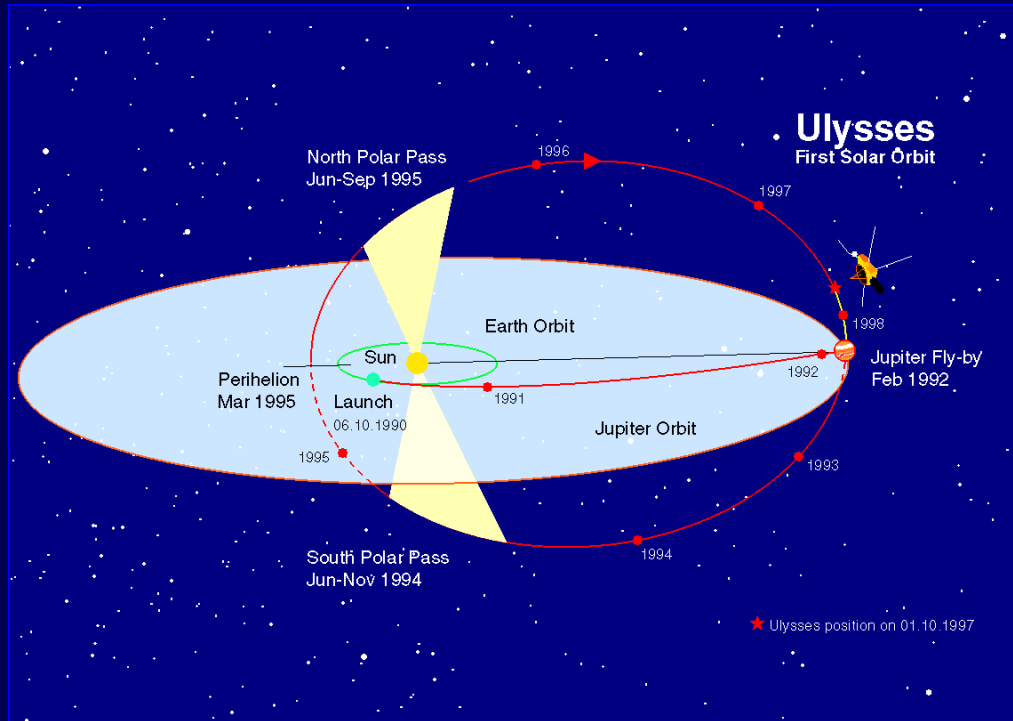 Ulysses
First Solar Orbit
North Polar Pass
Jun-Sep 1995
1996
1997
1998
Earth Orbit
Sun
Jupiter Fly-by
Feb 1992
1992
Perihelion
Mar 1995
Launch
06.10.1990
1991
Jupiter Orbit
1995
1993
1994
South Polar Pass
Jun-Nov 1994
Ulysses position on 01.10.1997